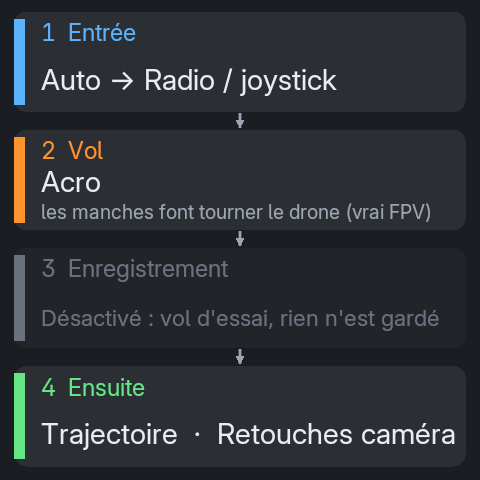 1 Entrée
Auto → Radio / joystick
2 Vol
Acro
les manches font tourner le drone (vrai FPV)
3 Enregistrement
Désactivé : vol d'essai, rien n'est gardé
4 Ensuite
Trajectoire · Retouches caméra